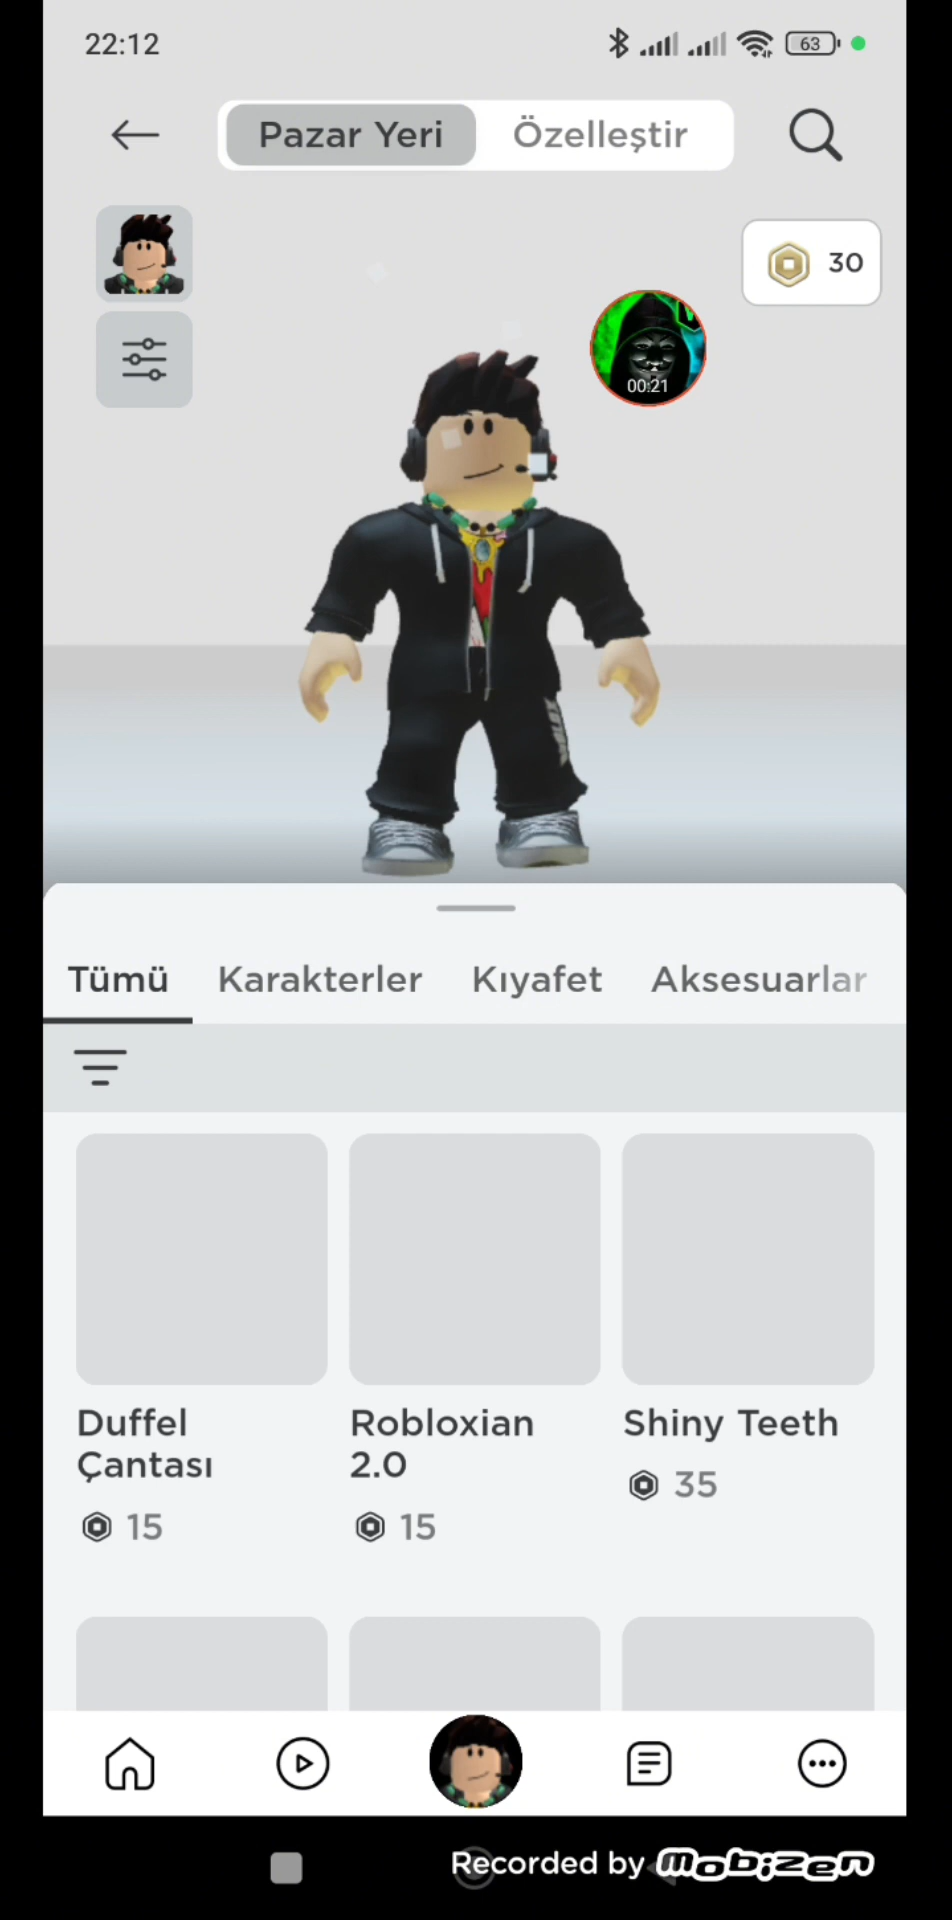 22:12
63
Pazar Yeri
Özelleştir
30
00:21
Tümü
Karakterler
Kıyafet
Aksesuarlar
Duffel
Çantası
15
Robloxian
2.0
15
Shiny Teeth
35
Recorded by Mobizen